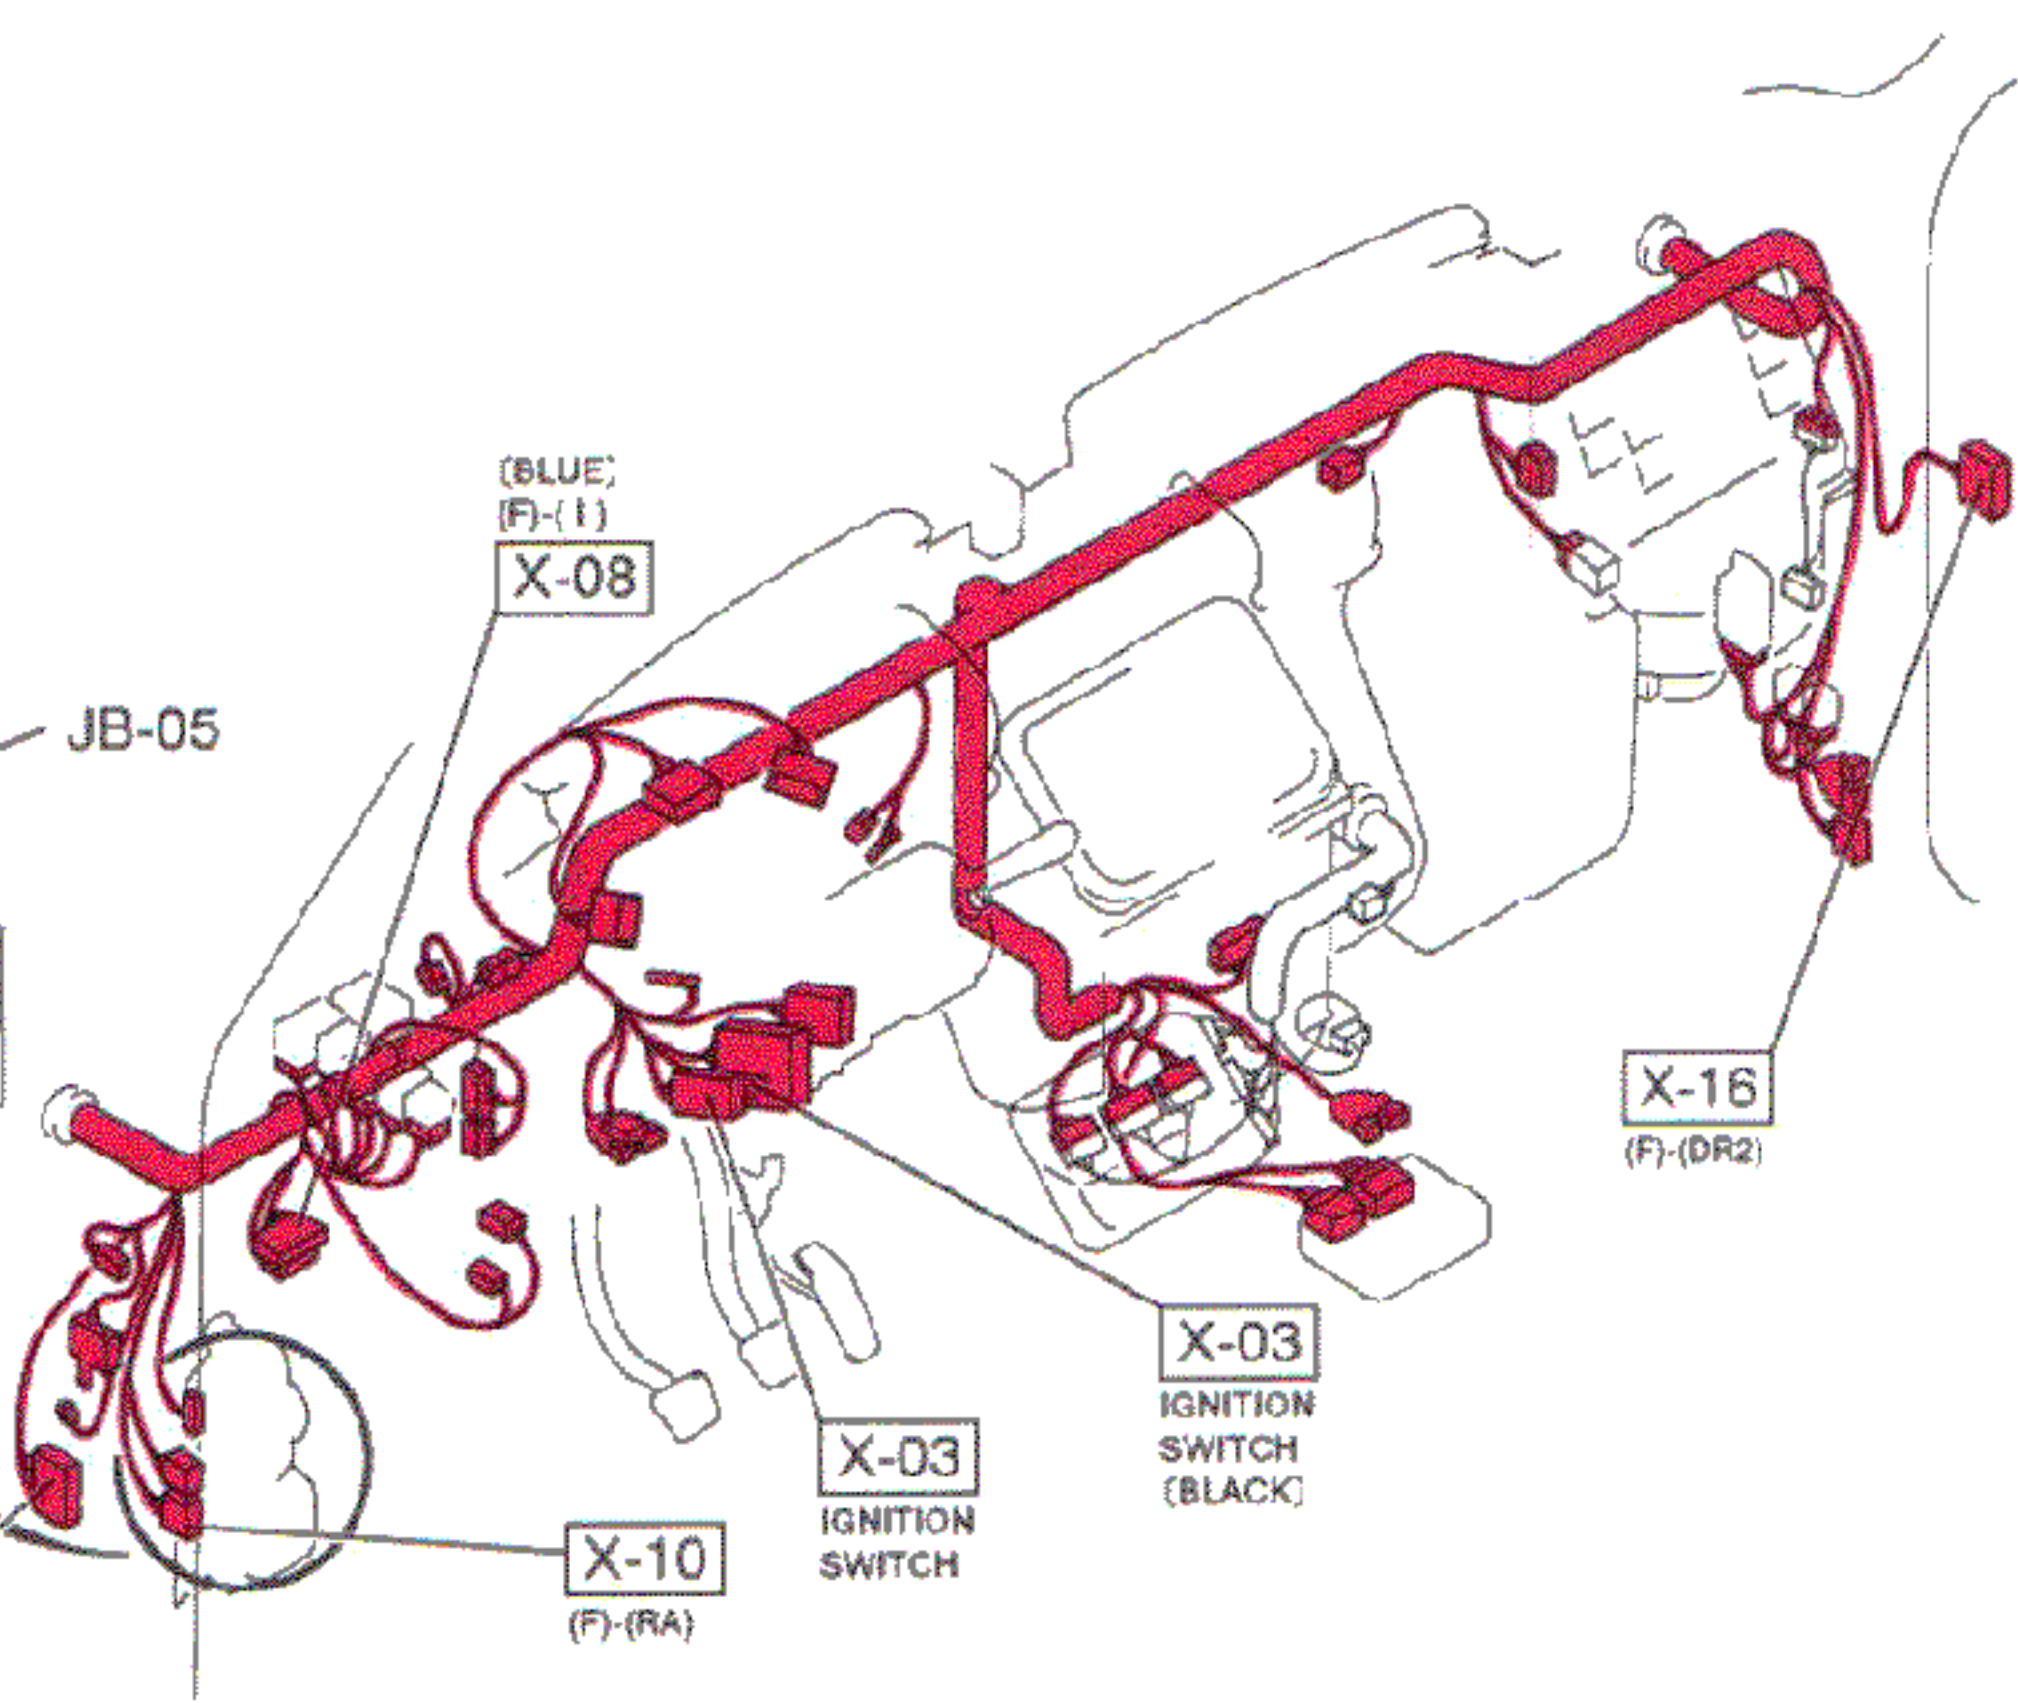 (BLUE)
(F)-(I)
X-08
JB-05
X-16
(F)-(DR2)
X-03
IGNITION
SWITCH
(BLACK)
X-03
IGNITION
SWITCH
X-10
(F)-(RA)